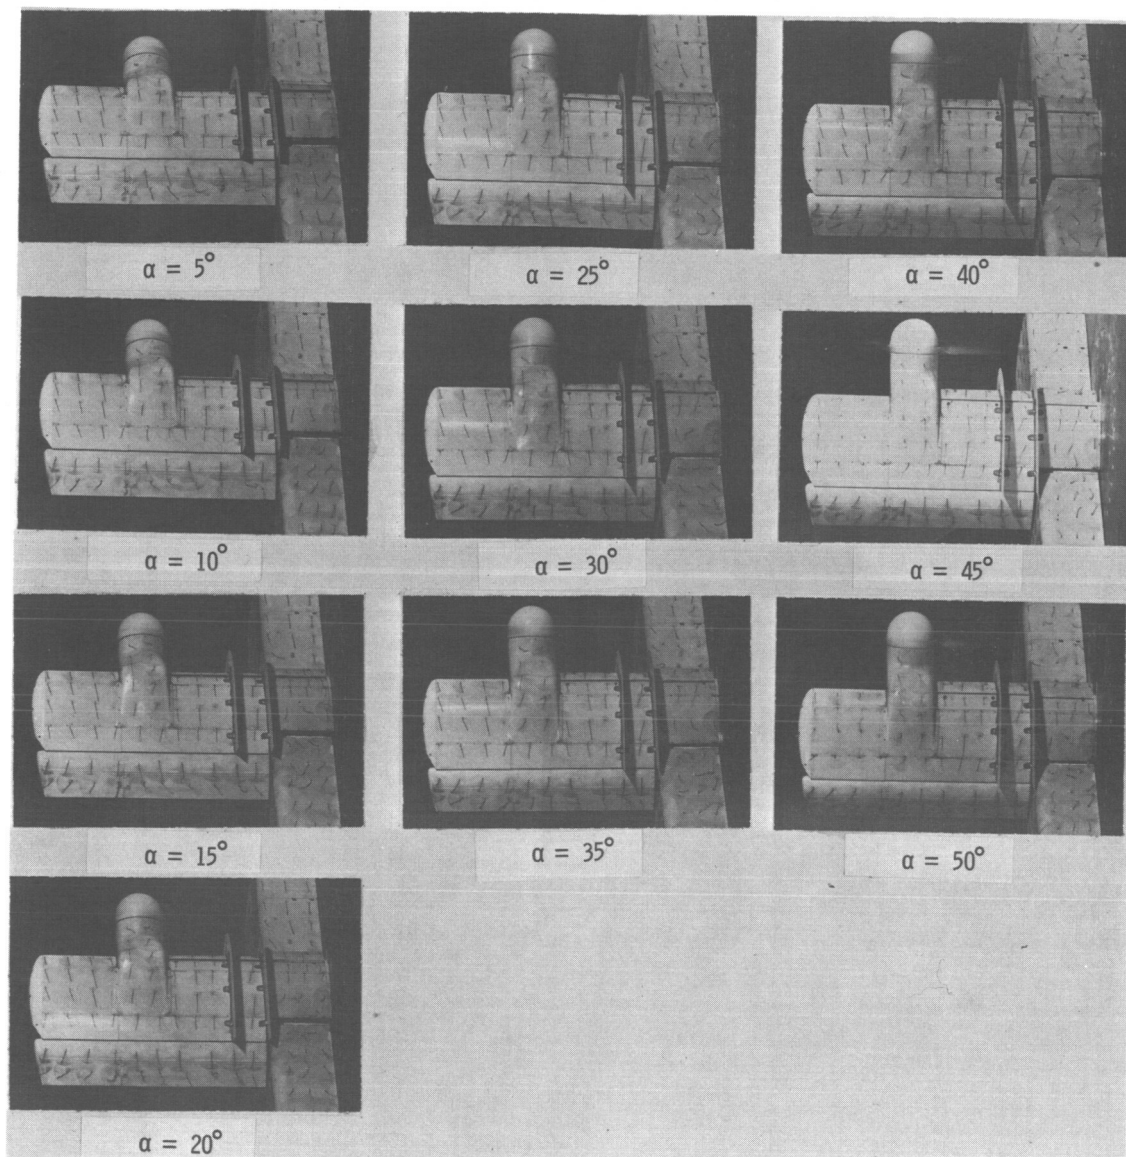 α = 5°
α = 25°
α = 40°
α = 10°
α = 30°
α = 45°
α = 15°
α = 35°
α = 50°
α = 20°